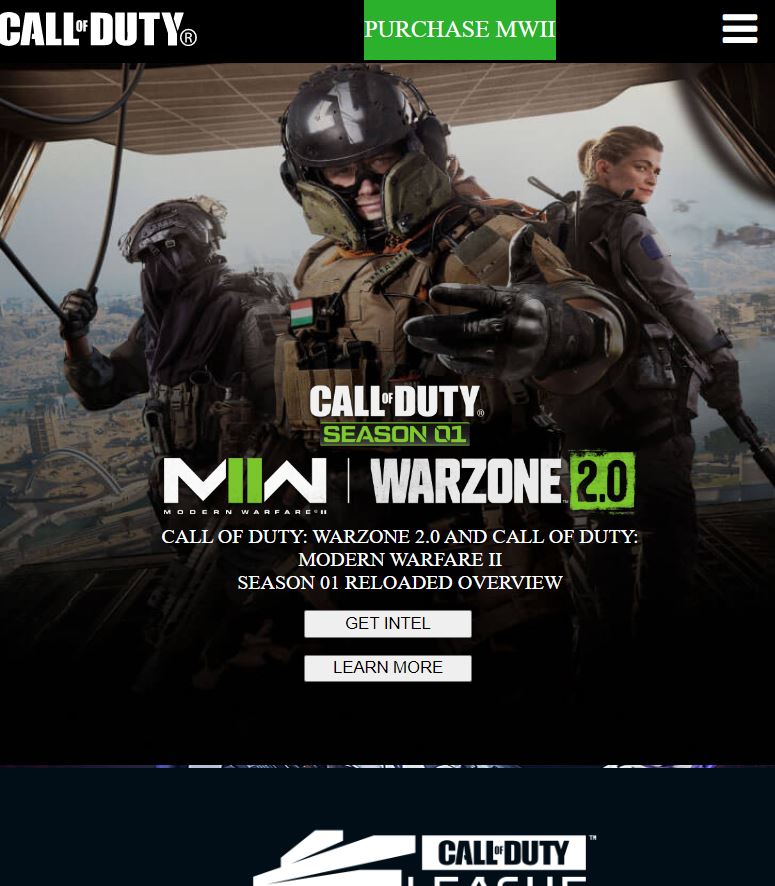 CALL OF DUTY®
PURCHASE MWII
CALL OF DUTY®
SEASON 01
MWII | WARZONE™ 2.0
MODERN WARFARE® II
CALL OF DUTY: WARZONE 2.0 AND CALL OF DUTY:
MODERN WARFARE II
SEASON 01 RELOADED OVERVIEW
GET INTEL
LEARN MORE
CALL OF DUTY™
LEAGUE